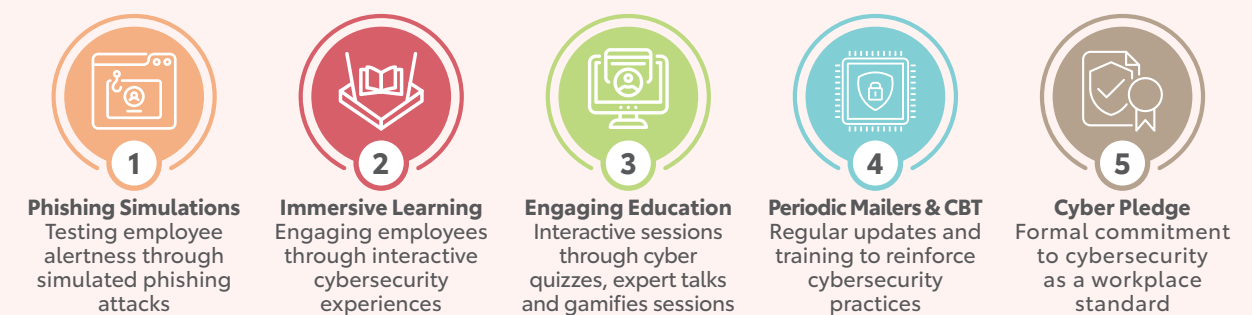 1
Phishing Simulations
Testing employee
alertness through
simulated phishing
attacks
2
Immersive Learning
Engaging employees
through interactive
cybersecurity
experiences
3
Engaging Education
Interactive sessions
through cyber
quizzes, expert talks
and gamifies sessions
4
Periodic Mailers & CBT
Regular updates and
training to reinforce
cybersecurity
practices
5
Cyber Pledge
Formal commitment
to cybersecurity
as a workplace
standard